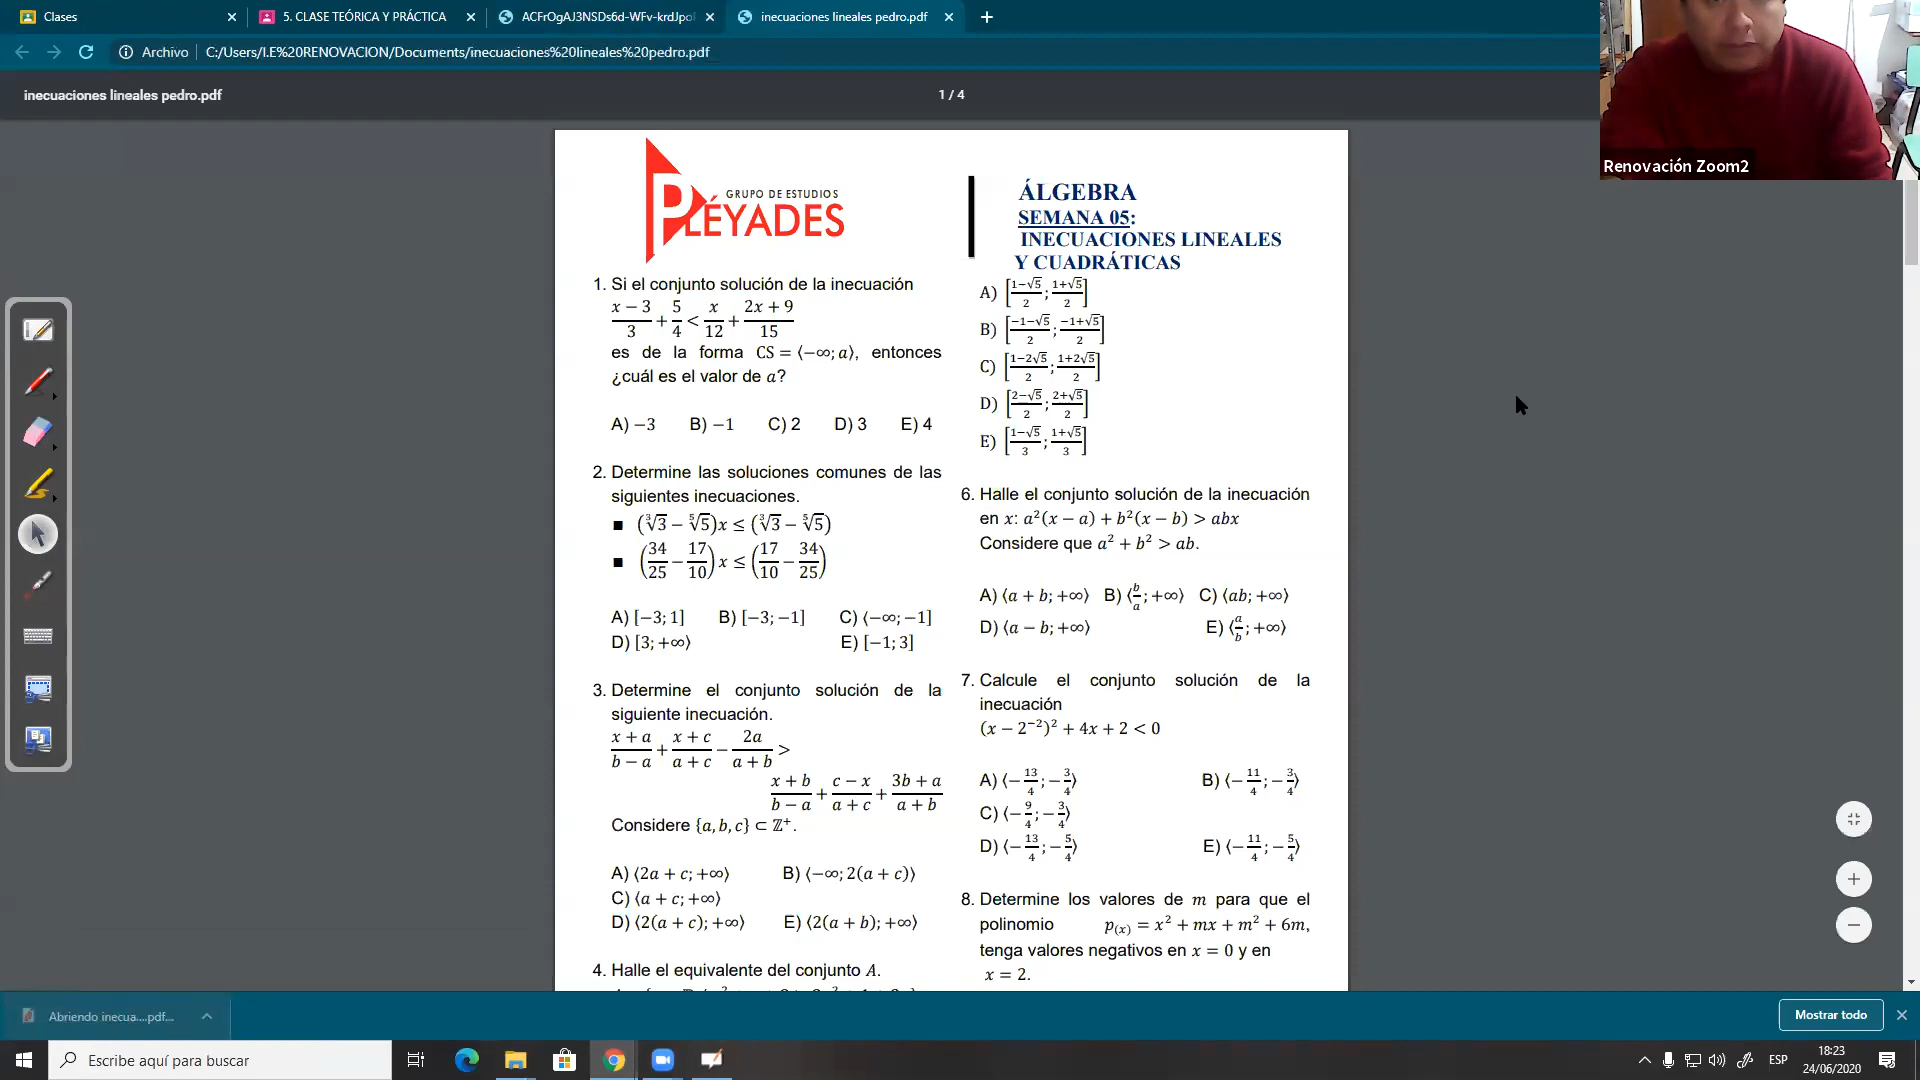 Clases
5. CLASE TEÓRICA Y PRÁCTICA
ACFrOgAJ3NSDs6d-WFv-krdJpo
inecuaciones lineales pedro.pdf
Archivo
C:/Users/I.E%20RENOVACION/Documents/inecuaciones%20lineales%20pedro.pdf
inecuaciones lineales pedro.pdf
1 / 4
Renovación Zoom2
GRUPO DE ESTUDIOS
PLÉYADES
ÁLGEBRA
SEMANA 05:
INECUACIONES LINEALES
Y CUADRÁTICAS
1. Si el conjunto solución de la inecuación
(x − 3)/3 + 5/4 < x/12 + (2x + 9)/15
es de la forma CS = ⟨−∞; a⟩, entonces
¿cuál es el valor de a?
A) −3 B) −1 C) 2 D) 3 E) 4
2. Determine las soluciones comunes de las
siguientes inecuaciones.
■ (∛3 − ⁵√5)x ≤ (∛3 − ⁵√5)
■ (34/25 − 17/10)x ≤ (17/10 − 34/25)
A) [−3; 1] B) [−3; −1] C) ⟨−∞; −1]
D) [3; +∞⟩ E) [−1; 3]
3. Determine el conjunto solución de la
siguiente inecuación.
(x + a)/(b − a) + (x + c)/(a + c) − 2a/(a + b) >
(x + b)/(b − a) + (c − x)/(a + c) + (3b + a)/(a + b)
Considere {a, b, c} ⊂ ℤ⁺.
A) ⟨2a + c; +∞⟩ B) ⟨−∞; 2(a + c)⟩
C) ⟨a + c; +∞⟩
D) ⟨2(a + c); +∞⟩ E) ⟨2(a + b); +∞⟩
4. Halle el equivalente del conjunto A.
A) [(1−√5)/2; (1+√5)/2]
B) [(−1−√5)/2; (−1+√5)/2]
C) [(1−2√5)/2; (1+2√5)/2]
D) [(2−√5)/2; (2+√5)/2]
E) [(1−√5)/3; (1+√5)/3]
6. Halle el conjunto solución de la inecuación
en x: a²(x − a) + b²(x − b) > abx
Considere que a² + b² > ab.
A) ⟨a + b; +∞⟩ B) ⟨b/a; +∞⟩ C) ⟨ab; +∞⟩
D) ⟨a − b; +∞⟩ E) ⟨a/b; +∞⟩
7. Calcule el conjunto solución de la
inecuación
(x − 2⁻²)² + 4x + 2 < 0
A) ⟨−13/4; −3/4⟩ B) ⟨−11/4; −3/4⟩
C) ⟨−9/4; −3/4⟩
D) ⟨−13/4; −5/4⟩ E) ⟨−11/4; −5/4⟩
8. Determine los valores de m para que el
polinomio p₍ₓ₎ = x² + mx + m² + 6m,
tenga valores negativos en x = 0 y en
x = 2.
Abriendo inecua....pdf...
Mostrar todo
Escribe aquí para buscar
ESP
18:23
24/06/2020